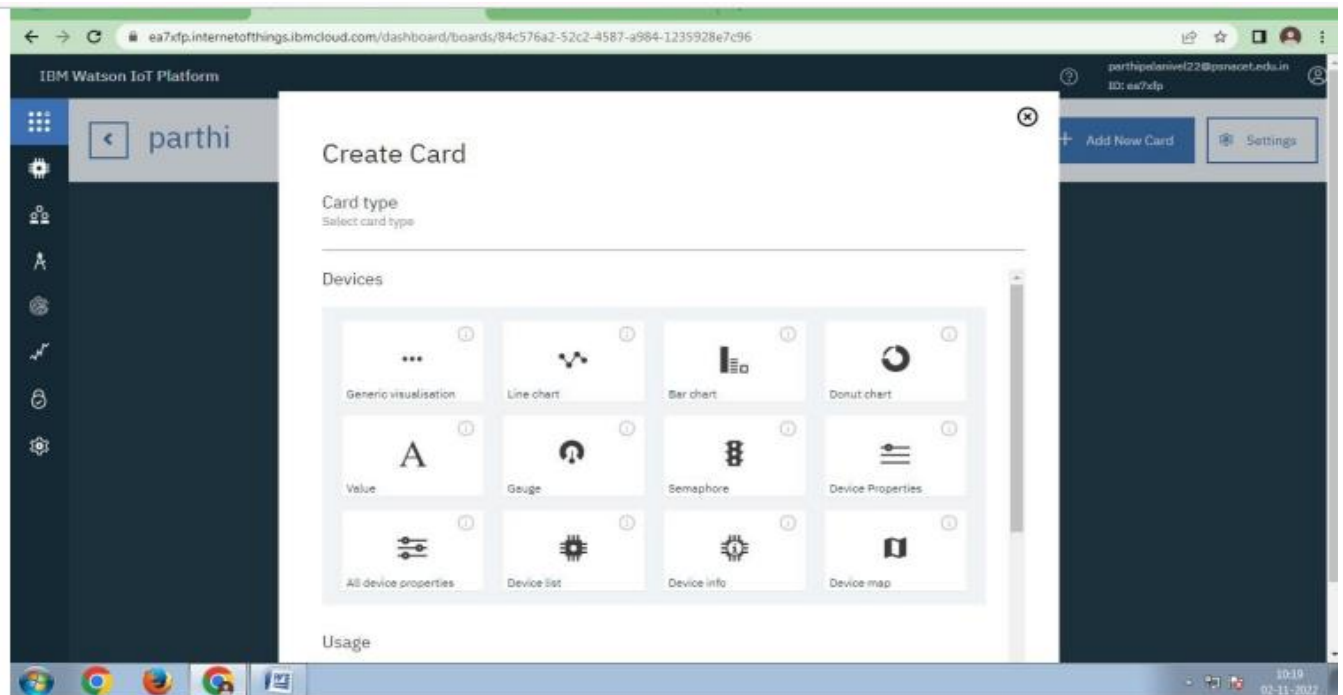 ea7xfp.internetofthings.ibmcloud.com/dashboard/boards/84c576a2-52c2-4587-a984-1235928e7c96
IBM Watson IoT Platform
parthipalanivel22@psnacet.edu.in
ID: ea7xfp
parthi
+ Add New Card
Settings
Create Card
Card type
Select card type
Devices
Generic visualisation
Line chart
Bar chart
Donut chart
A
Value
Gauge
Semaphore
Device Properties
All device properties
Device list
Device info
Device map
Usage
10:19
02-11-2022